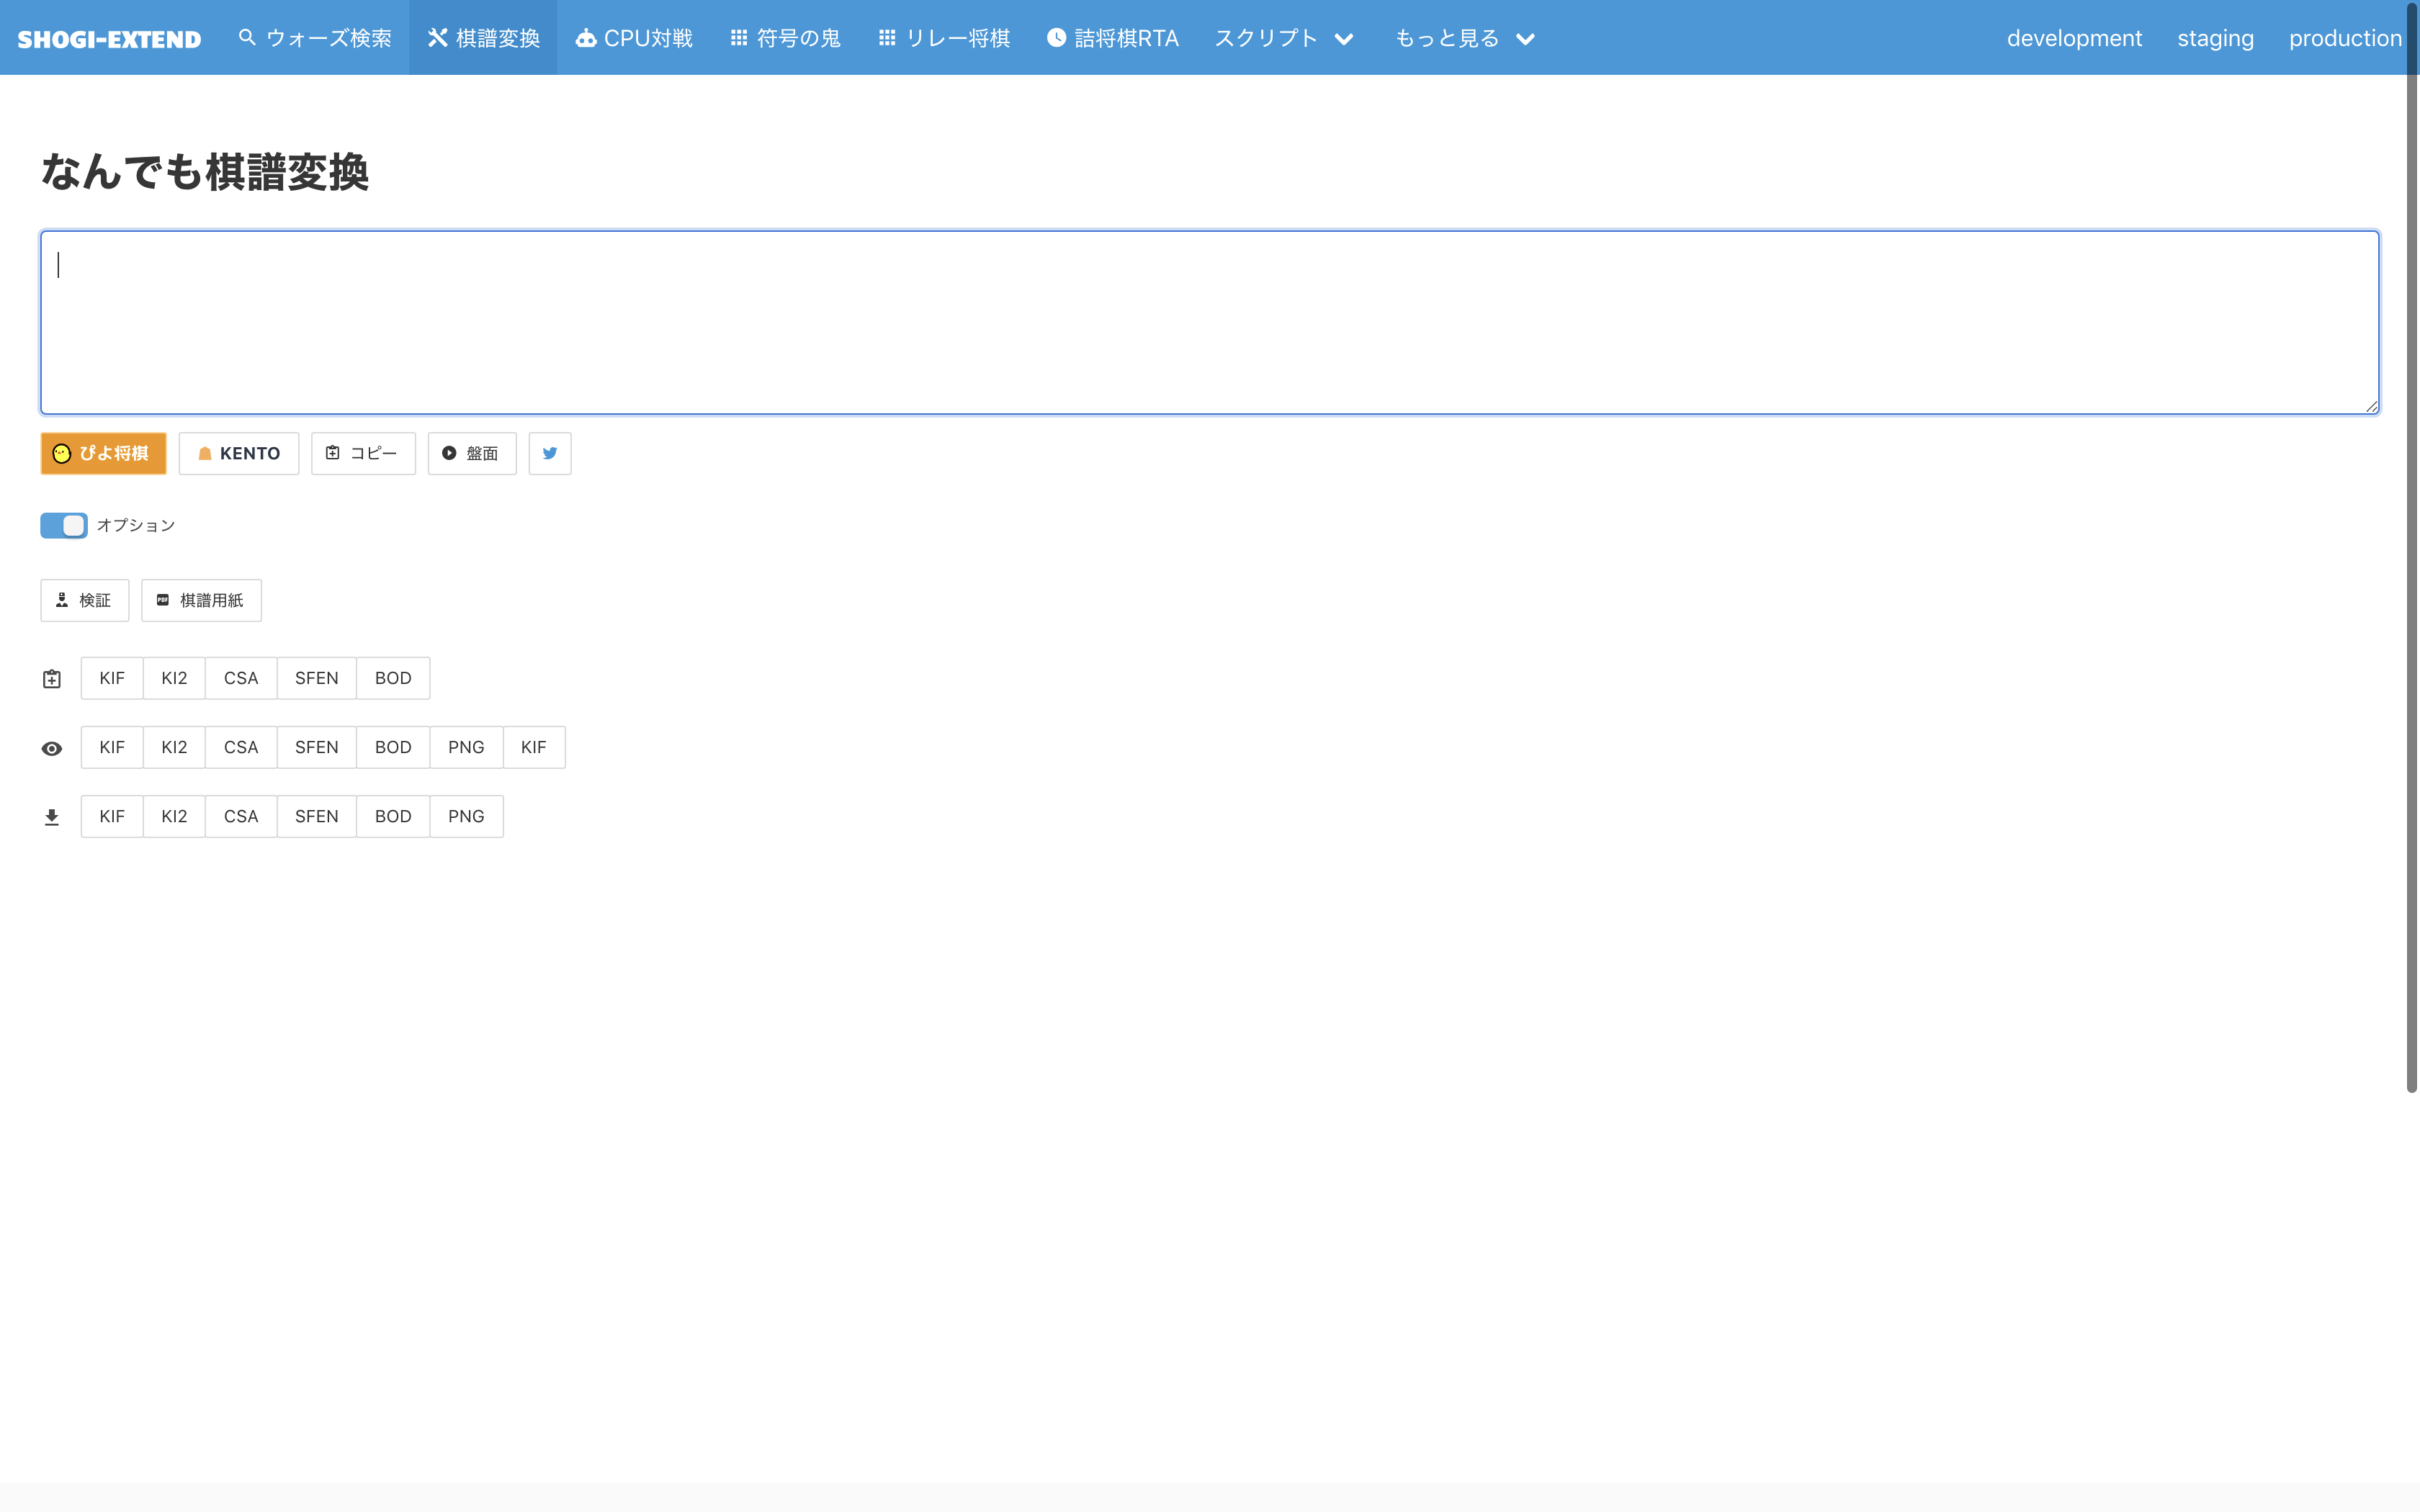 SHOGI-EXTEND ウォーズ検索 棋譜変換 CPU対戦 符号の鬼 リレー将棋 詰将棋RTA スクリプト もっと見る development staging production
なんでも棋譜変換
ぴよ将棋 KENTO コピー 盤面
オプション
検証 PDF 棋譜用紙
KIF KI2 CSA SFEN BOD
KIF KI2 CSA SFEN BOD PNG KIF
KIF KI2 CSA SFEN BOD PNG